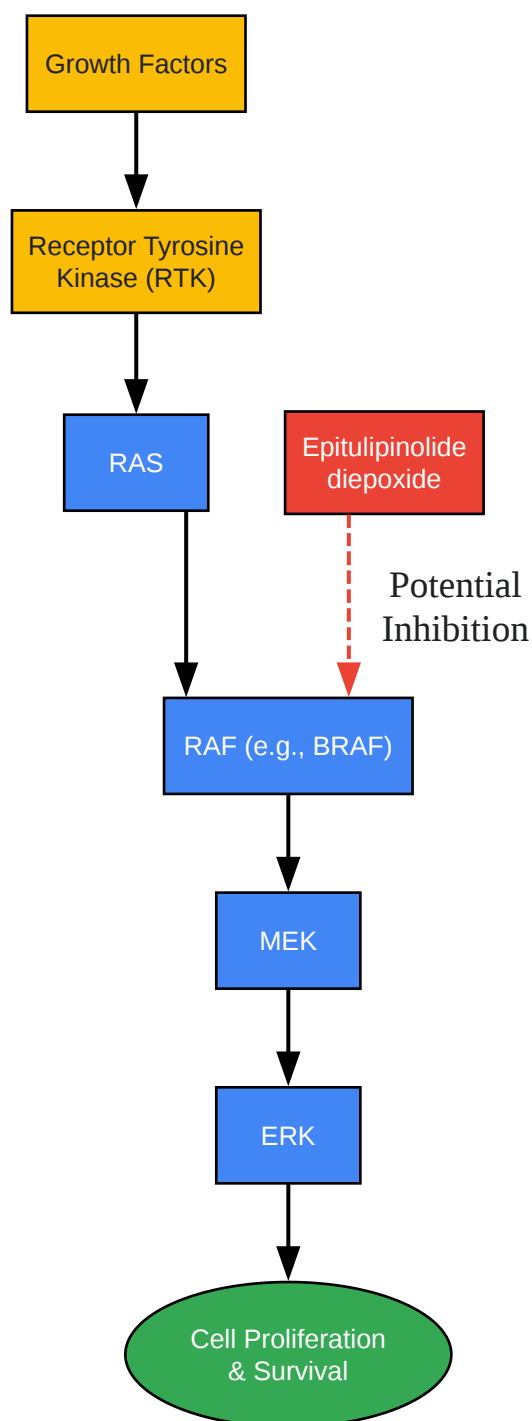 Growth Factors
Receptor Tyrosine
Kinase (RTK)
RAS
Epitulipinolide
diepoxide
Potential
Inhibition
RAF (e.g., BRAF)
MEK
ERK
Cell Proliferation
& Survival